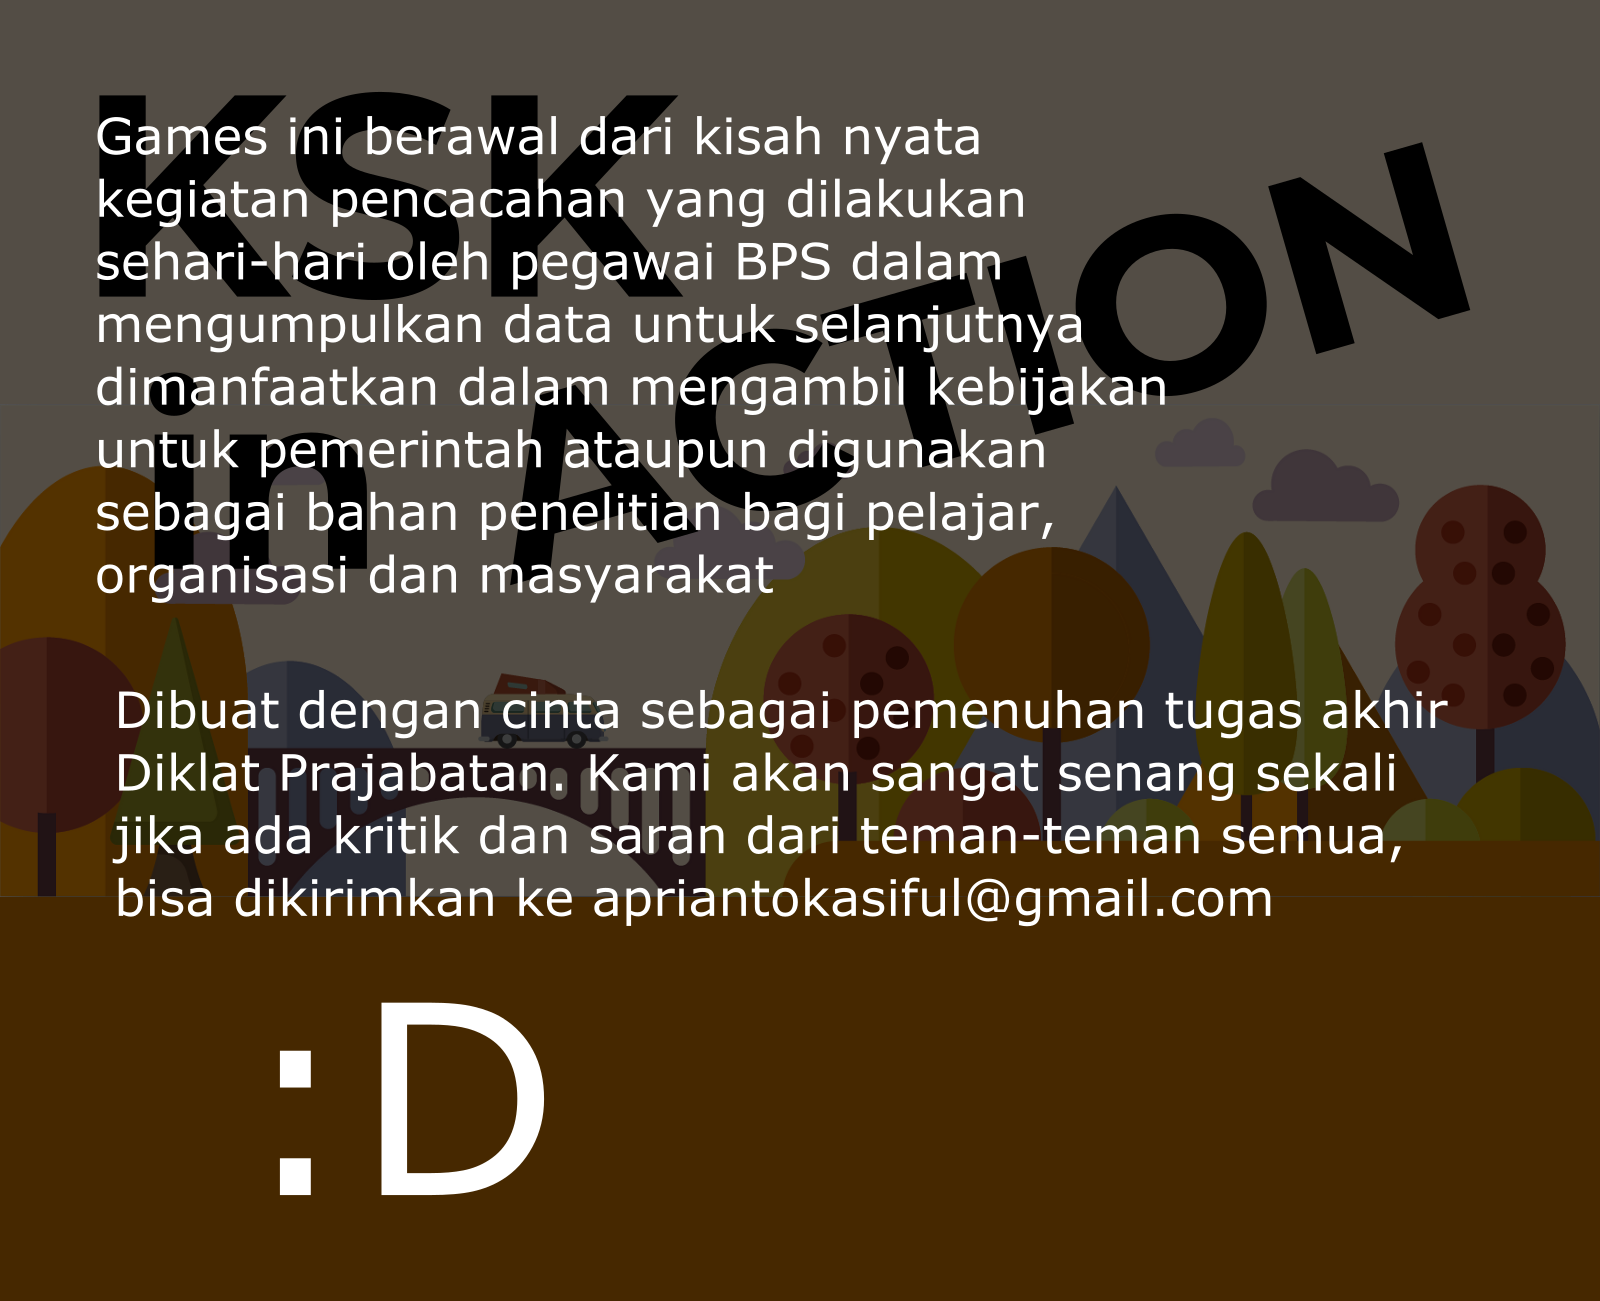 KSK
in ACTION
Games ini berawal dari kisah nyata
kegiatan pencacahan yang dilakukan
sehari-hari oleh pegawai BPS dalam
mengumpulkan data untuk selanjutnya
dimanfaatkan dalam mengambil kebijakan
untuk pemerintah ataupun digunakan
sebagai bahan penelitian bagi pelajar,
organisasi dan masyarakat
Dibuat dengan cinta sebagai pemenuhan tugas akhir
Diklat Prajabatan. Kami akan sangat senang sekali
jika ada kritik dan saran dari teman-teman semua,
bisa dikirimkan ke apriantokasiful@gmail.com
:D